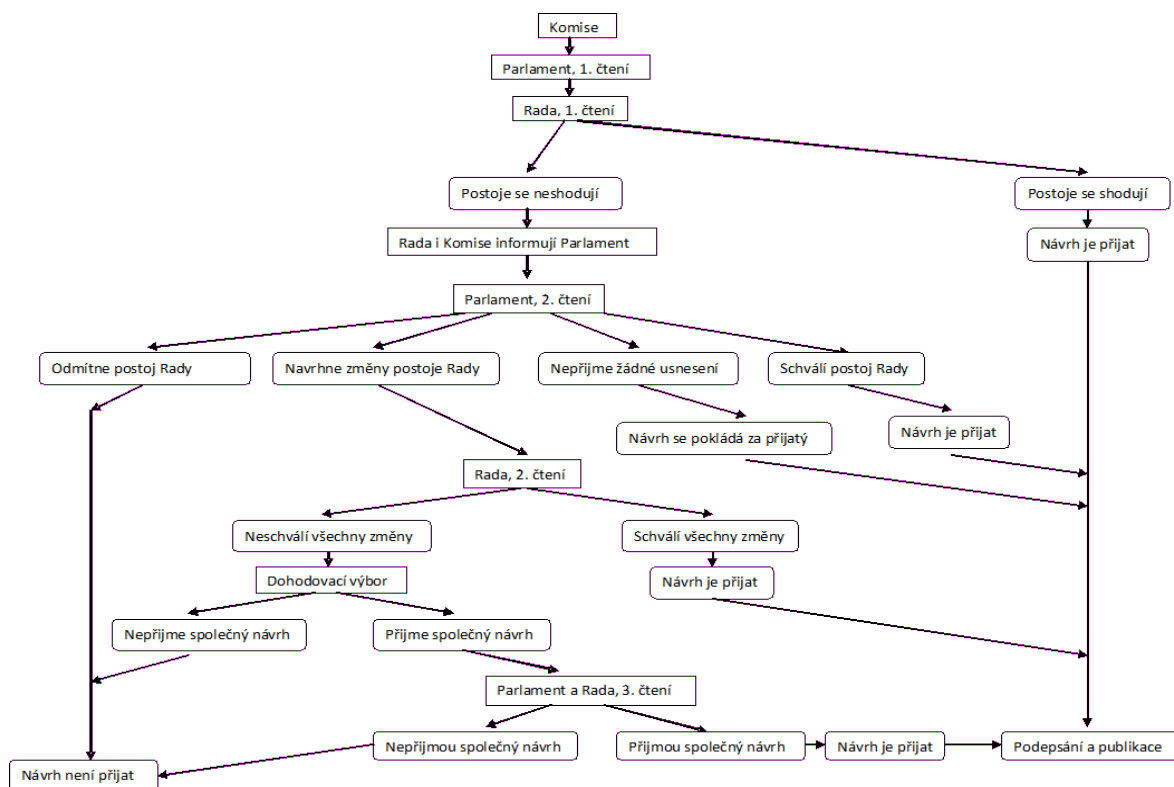 Komise
Parlament, 1. čtení
Rada, 1. čtení
Postoje se neshodují
Postoje se shodují
Rada i Komise informují Parlament
Návrh je přijat
Parlament, 2. čtení
Odmítne postoj Rady
Navrhne změny postoje Rady
Nepřijme žádné usnesení
Schválí postoj Rady
Návrh se pokládá za přijatý
Návrh je přijat
Rada, 2. čtení
Neschválí všechny změny
Schválí všechny změny
Dohodovací výbor
Návrh je přijat
Nepřijme společný návrh
Přijme společný návrh
Parlament a Rada, 3. čtení
Nepřijmou společný návrh
Přijmou společný návrh
Návrh je přijat
Podepsání a publikace
Návrh není přijat